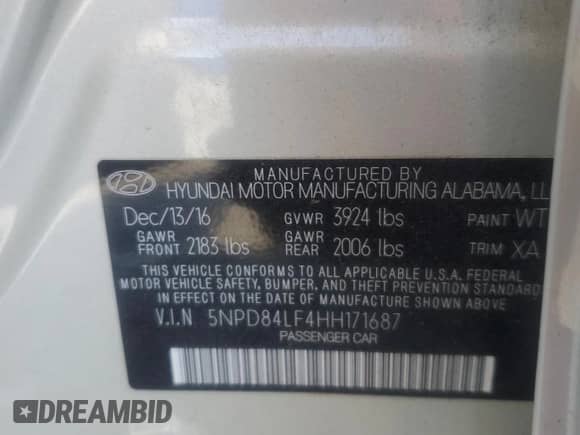 MANUFACTURED BY
HYUNDAI MOTOR MANUFACTURING ALABAMA, LL
Dec/13/16 GVWR 3924 lbs PAINT WT
GAWR FRONT 2183 lbs GAWR REAR 2006 lbs TRIM XA
THIS VEHICLE CONFORMS TO ALL APPLICABLE U.S. FEDERAL
MOTOR VEHICLE SAFETY, BUMPER, AND THEFT PREVENTION STANDARD
IN EFFECT ON THE DATE OF MANUFACTURE SHOWN ABOVE.
V.I.N 5NPD84LF4HH171687
PASSENGER CAR
DREAMBID